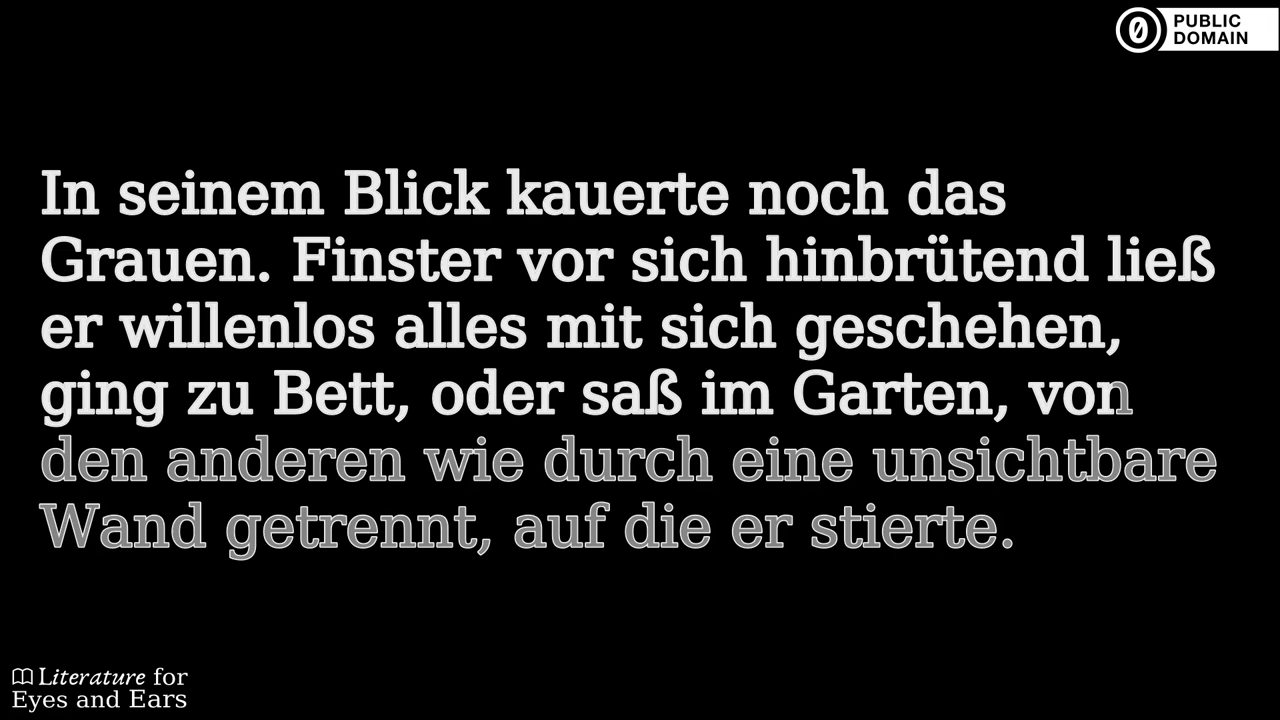 PUBLIC
DOMAIN
In seinem Blick kauerte noch das
Grauen. Finster vor sich hinbrütend ließ
er willenlos alles mit sich geschehen,
ging zu Bett, oder saß im Garten, von
den anderen wie durch eine unsichtbare
Wand getrennt, auf die er stierte.
Literature for
Eyes and Ears